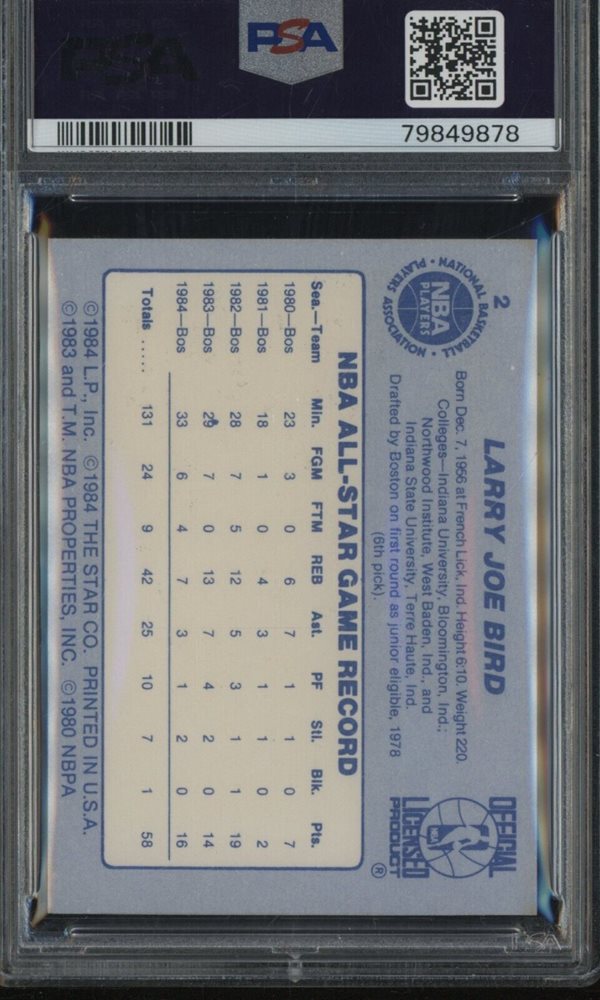 PSA
79849878
2
NATIONAL BASKETBALL PLAYERS ASSOCIATION
NBA
PLAYERS
LARRY JOE BIRD
Born Dec. 7, 1956 at French Lick, Ind. Height 6:10. Weight 220.
Colleges—Indiana University, Bloomington, Ind.;
Northwood Institute, West Baden, Ind., and
Indiana State University, Terre Haute, Ind.
Drafted by Boston on first round as junior eligible, 1978
(6th pick).
OFFICIAL
NBA
LICENSED
PRODUCT
®
NBA ALL-STAR GAME RECORD
Sea.—Team Min. FGM FTM REB Ast. PF Stl. Blk. Pts.
1980—Bos 23 3 0 6 7 1 1 0 7
1981—Bos 18 1 0 4 3 1 1 0 2
1982—Bos 28 7 5 12 5 3 1 1 19
1983—Bos 29 7 0 13 7 4 2 0 14
1984—Bos 33 6 4 7 3 1 2 0 16
Totals ..... 131 24 9 42 25 10 7 1 58
©1984 L.P., Inc. ©1984 THE STAR CO. PRINTED IN U.S.A.
©1983 and T.M. NBA PROPERTIES, INC. ©1980 NBPA
PSA